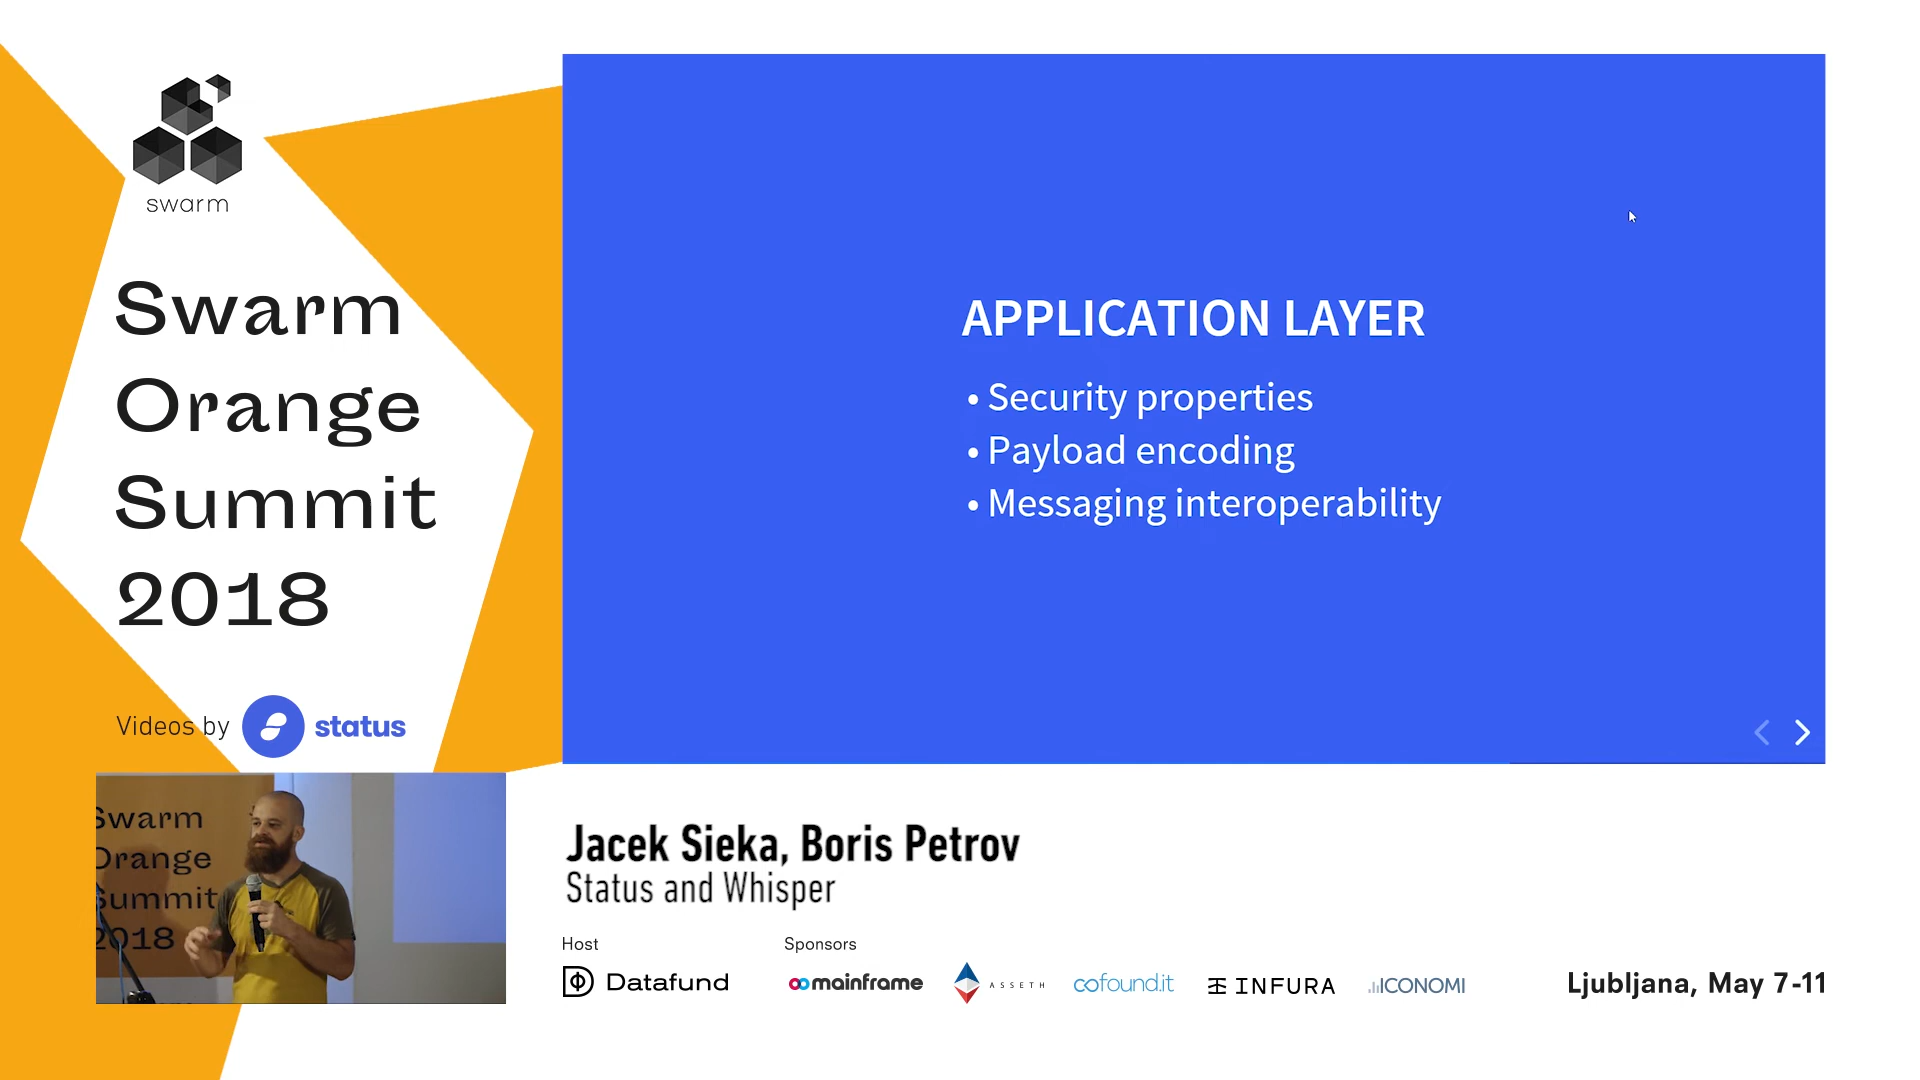 swarm
Swarm
Orange
Summit
2018
Videos by status
APPLICATION LAYER
• Security properties
• Payload encoding
• Messaging interoperability
Swarm
Orange
Summit
2018
Jacek Sieka, Boris Petrov
Status and Whisper
Host
Sponsors
Datafund
mainframe
ASSETH
cofound.it
INFURA
ICONOMI
Ljubljana, May 7-11